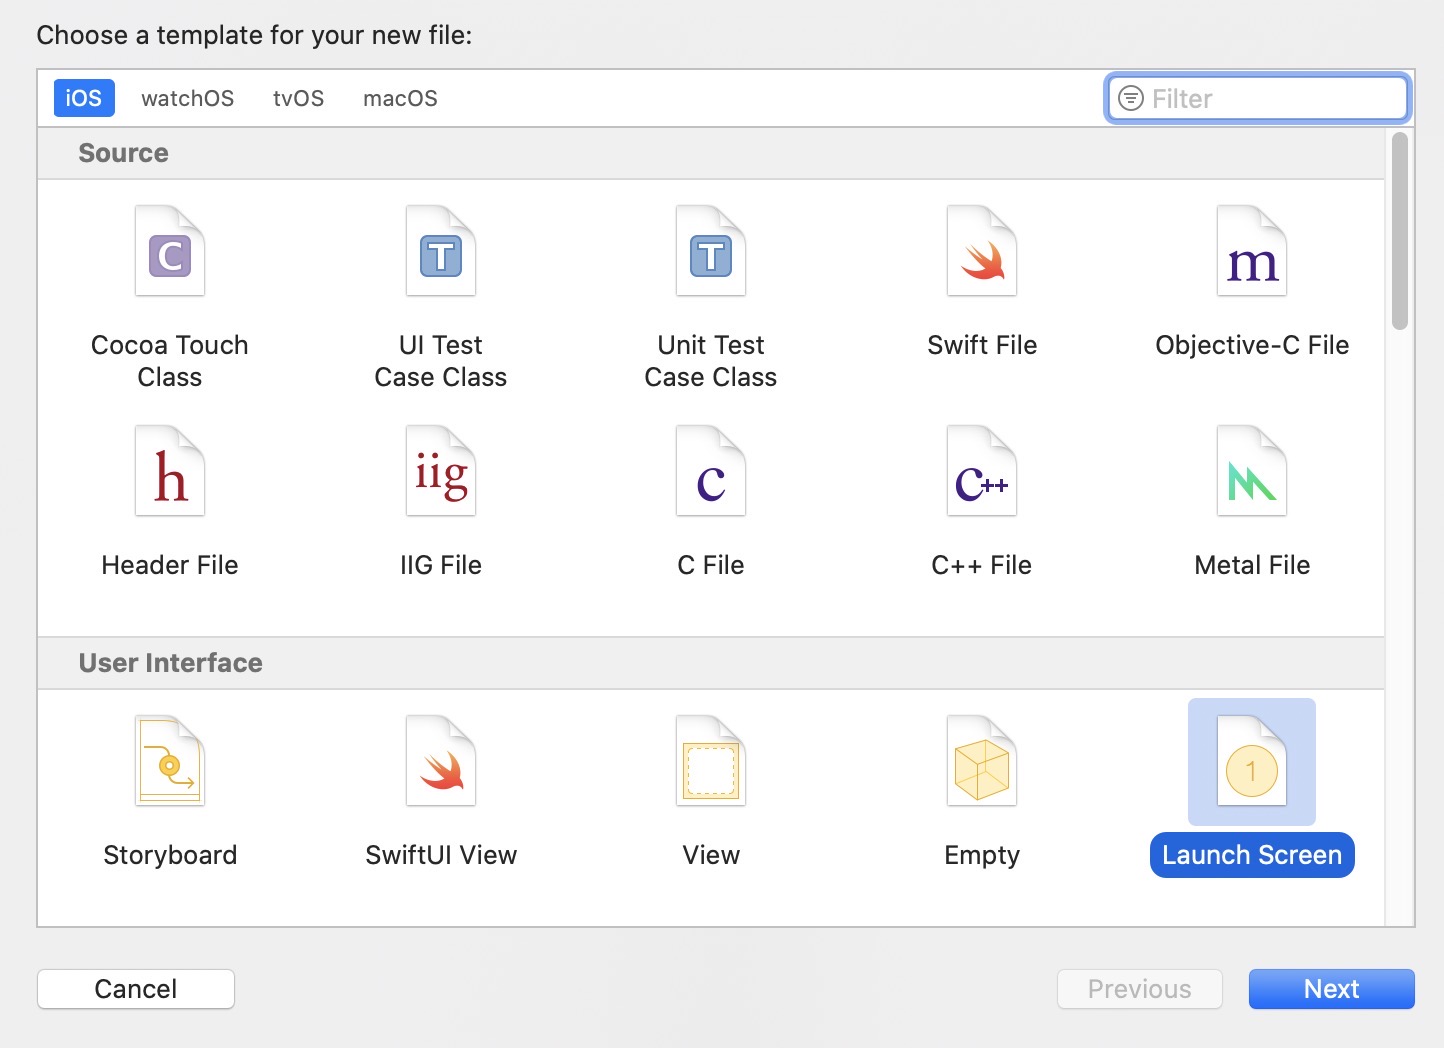 Choose a template for your new file:
iOS watchOS tvOS macOS Filter
Source
C T T m
Cocoa Touch UI Test Unit Test Swift File Objective-C File
Class Case Class Case Class
h iig c C++
Header File IIG File C File C++ File Metal File
User Interface
1
Storyboard SwiftUI View View Empty Launch Screen
Cancel Previous Next